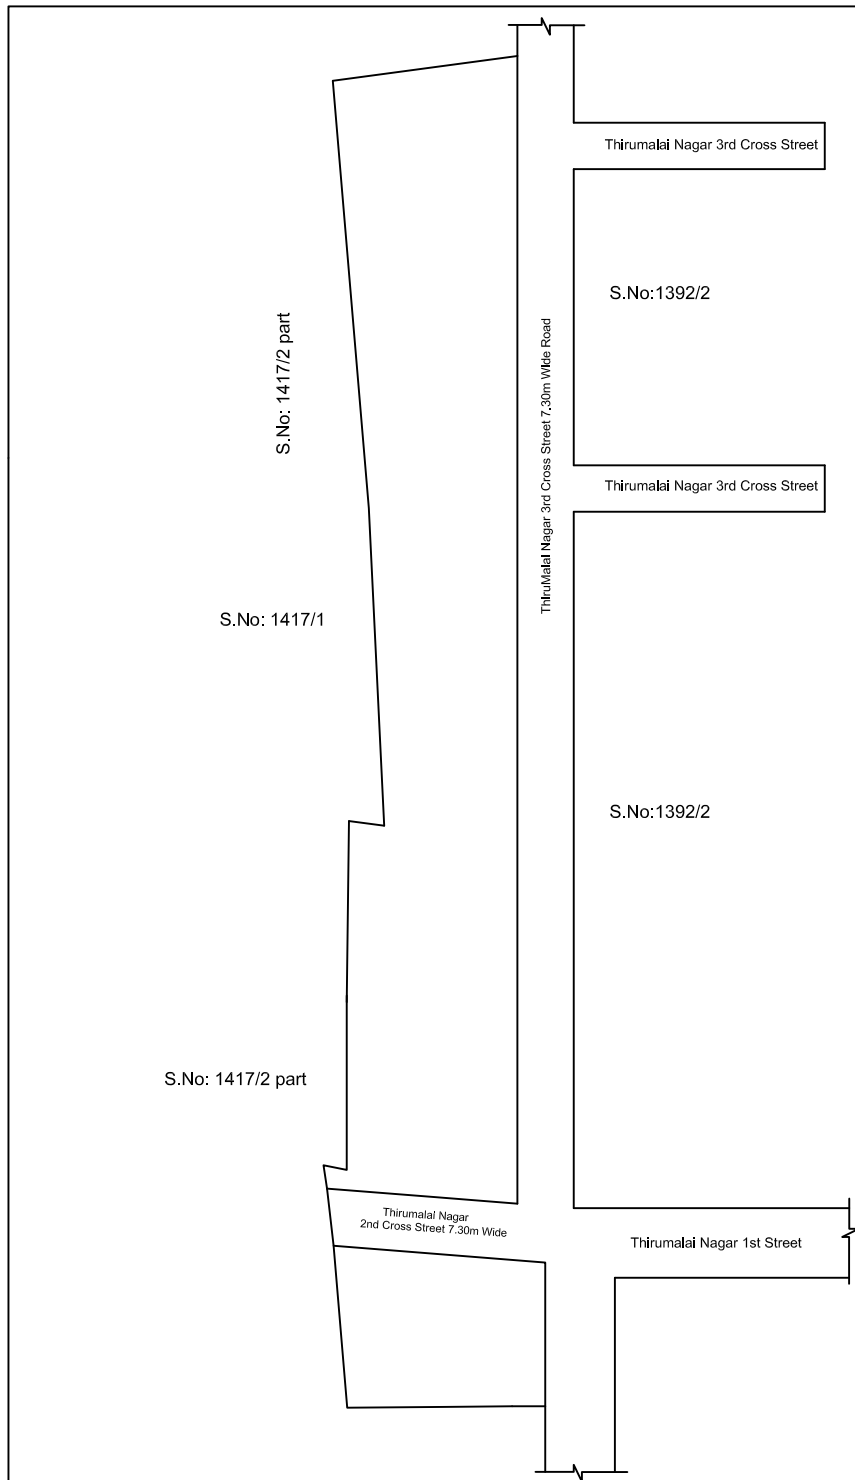 Thirumalai Nagar 3rd Cross Street
S.No:1392/2
S.No: 1417/2 part
ThiruMalai Nagar 3rd Cross Street 7.30m Wide Road
Thirumalai Nagar 3rd Cross Street
S.No: 1417/1
S.No:1392/2
S.No: 1417/2 part
Thirumalai Nagar
2nd Cross Street 7.30m Wide
Thirumalai Nagar 1st Street